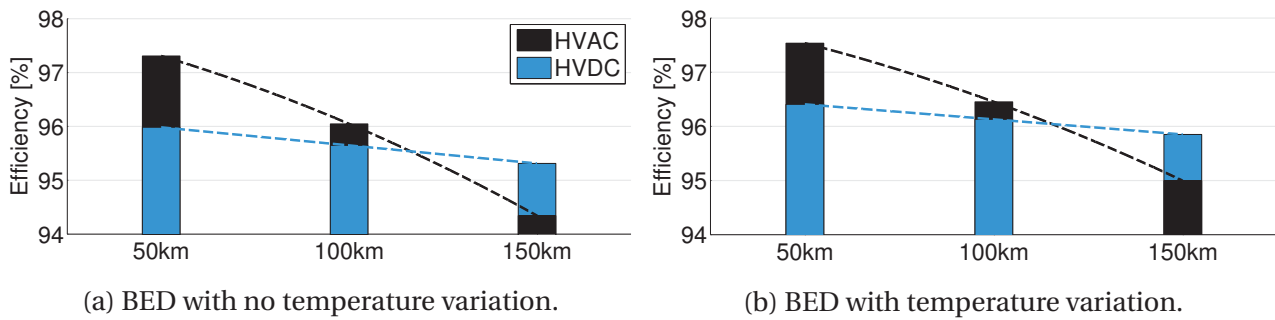 98
97
96
95
94
Efficiency [%]
HVAC
HVDC
50km
100km
150km
(a) BED with no temperature variation.
98
97
96
95
94
Efficiency [%]
50km
100km
150km
(b) BED with temperature variation.